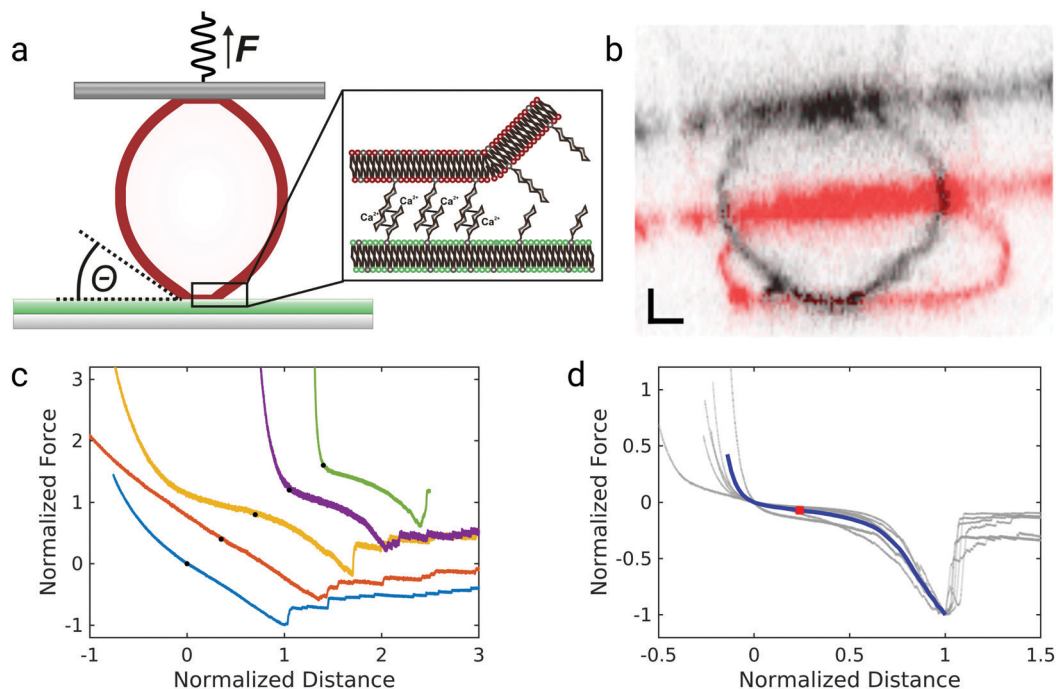 a
F
Θ
Ca²⁺ Ca²⁺ Ca²⁺
Ca²⁺ Ca²⁺
b
c
Normalized Force
3
2
1
0
-1
-1 0 1 2 3
Normalized Distance
d
Normalized Force
1
0.5
0
-0.5
-1
-0.5 0 0.5 1 1.5
Normalized Distance